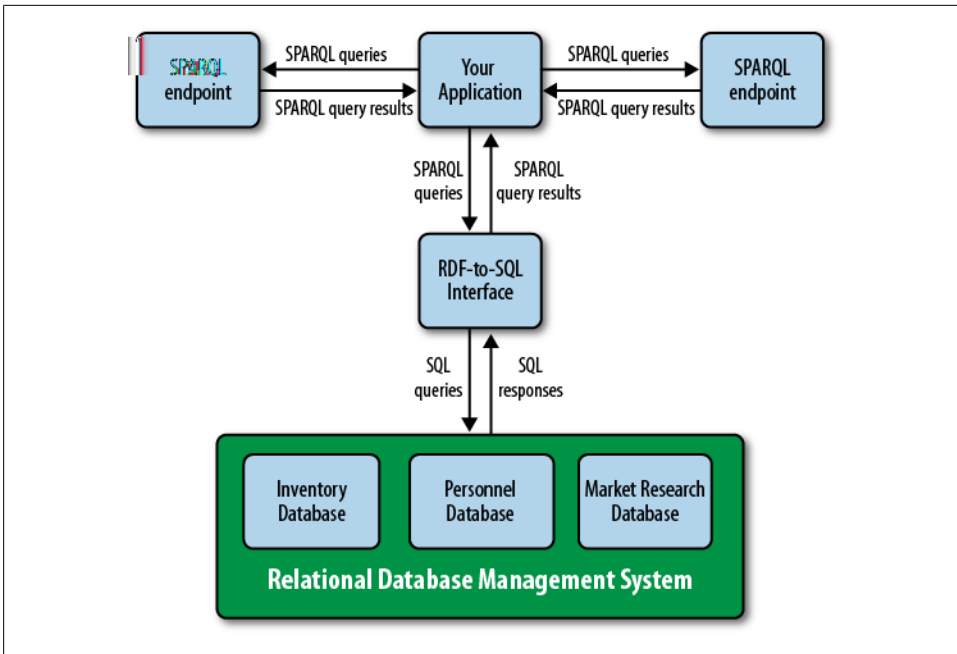 SPARQL queries
SPARQL
endpoint
SPARQL query results
Your
Application
SPARQL queries
SPARQL query results
SPARQL
endpoint
SPARQL
queries
SPARQL
query results
RDF-to-SQL
Interface
SQL
queries
SQL
responses
Inventory
Database
Personnel
Database
Market Research
Database
Relational Database Management System